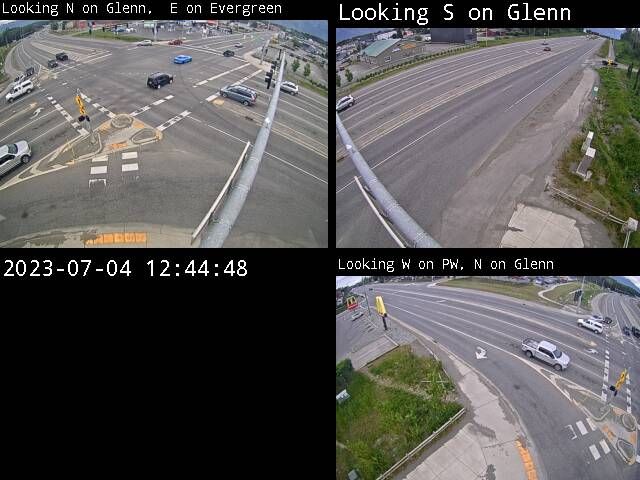 Looking N on Glenn, E on Evergreen
Looking S on Glenn
2023-07-04 12:44:48
Looking W on PW, N on Glenn